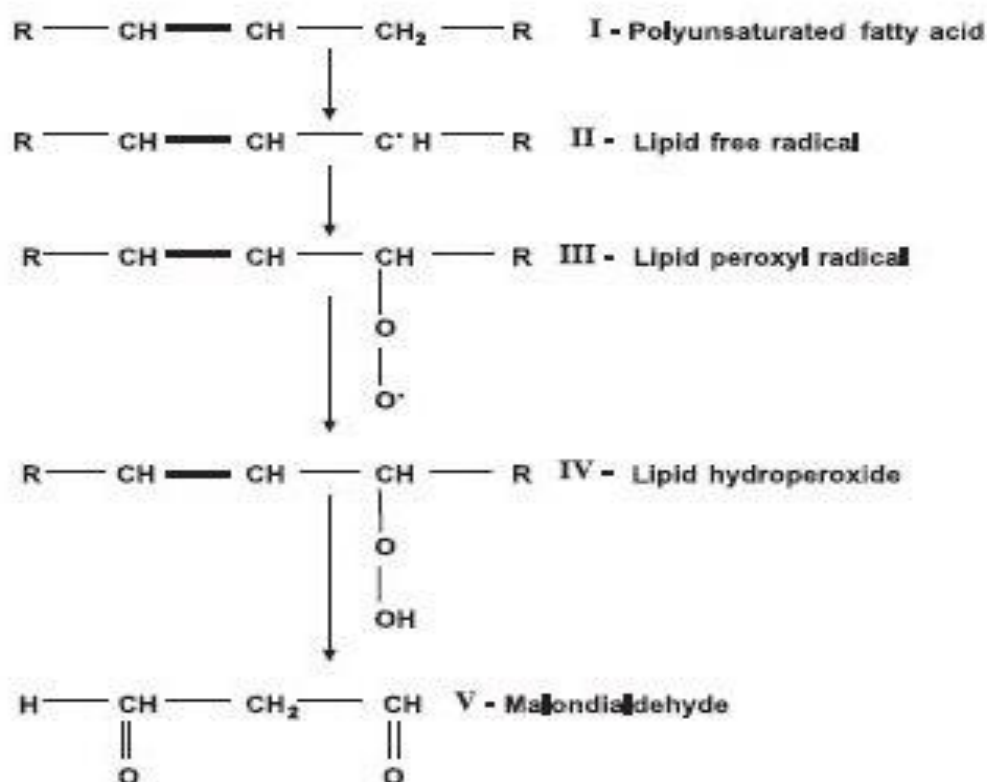 R CH CH CH₂ R I - Polyunsaturated fatty acid
R CH CH C· H R II - Lipid free radical
R CH CH CH R III - Lipid peroxyl radical
O
O·
R CH CH CH R IV - Lipid hydroperoxide
O
OH
H CH CH₂ CH V - Malondialdehyde
O O